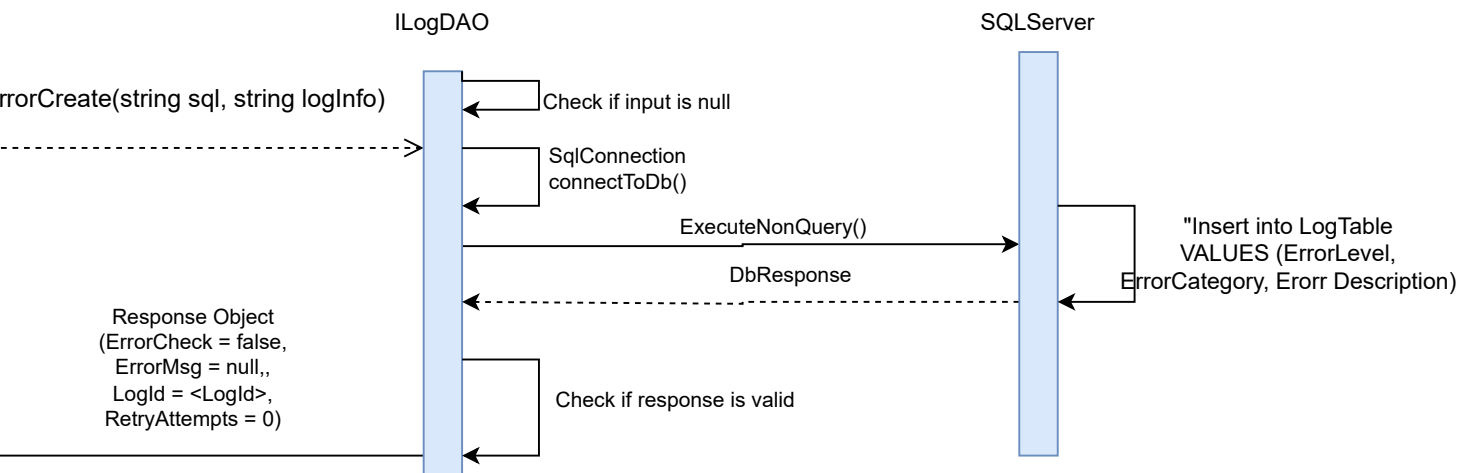 ILogDAO
SQLServer
rrorCreate(string sql, string logInfo)
Check if input is null
SqlConnection
connectToDb()
ExecuteNonQuery()
"Insert into LogTable
VALUES (ErrorLevel,
ErrorCategory, Erorr Description)
DbResponse
Response Object
(ErrorCheck = false,
ErrorMsg = null,,
LogId = <LogId>,
RetryAttempts = 0)
Check if response is valid